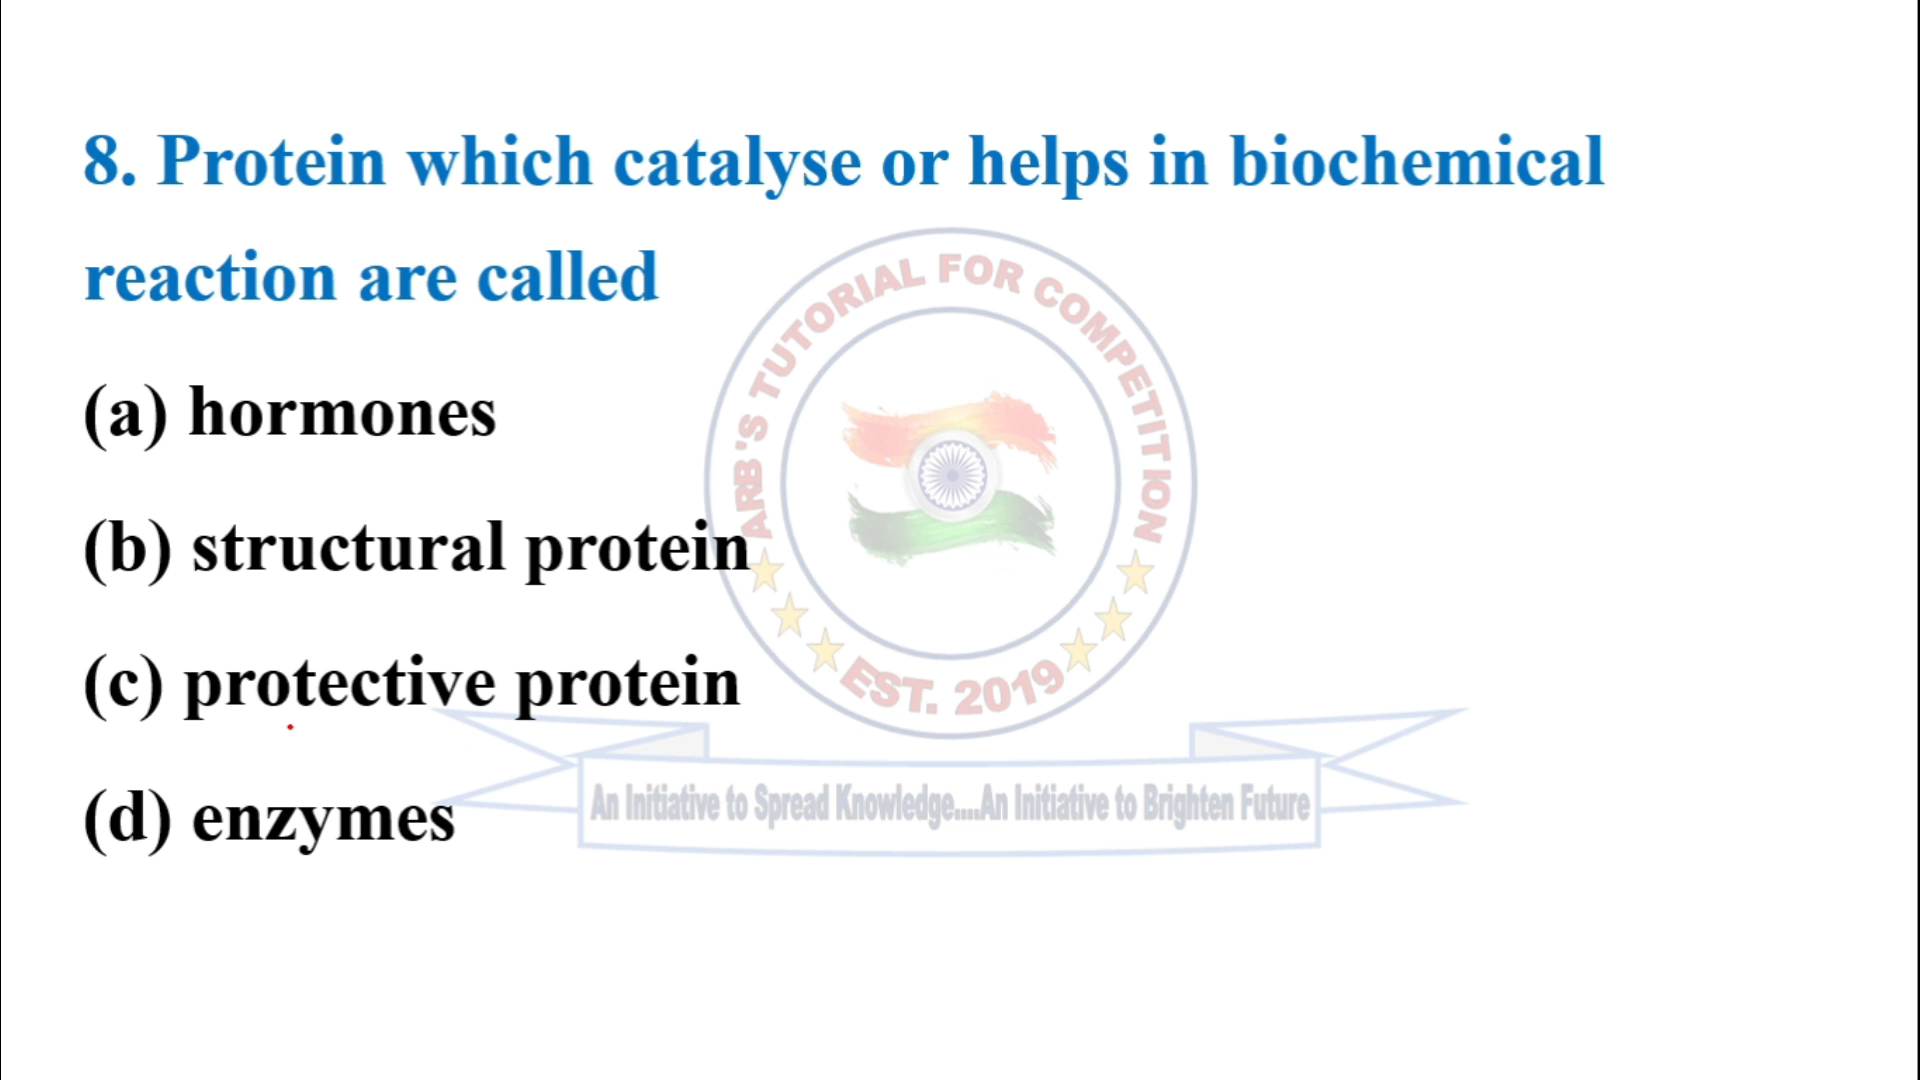 8. Protein which catalyse or helps in biochemical
reaction are called
(a) hormones
(b) structural protein
(c) protective protein
(d) enzymes
ARB'S TUTORIAL FOR COMPETITION
EST. 2019
An Initiative to Spread Knowledge....An Initiative to Brighten Future